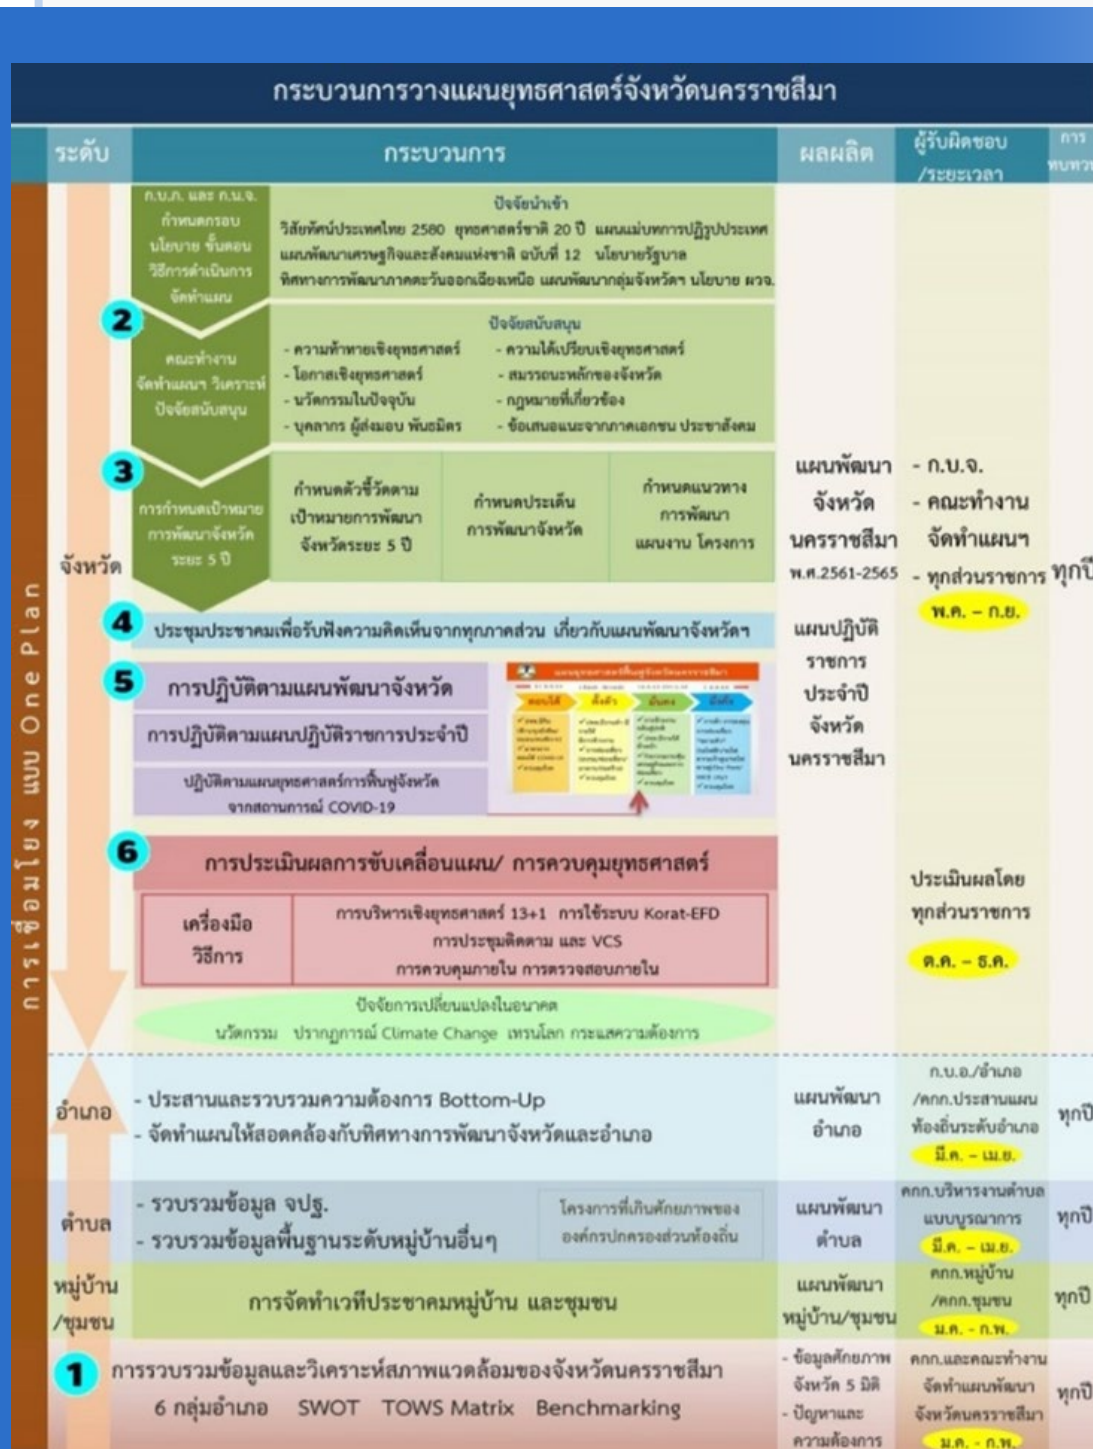 กระบวนการวางแผนยุทธศาสตร์จังหวัดนครราชสีมา
ระดับ
กระบวนการ
ผลผลิต
ผู้รับผิดชอบ
/ระยะเวลา
การ
ทบทวน
การเชื่อมโยง แบบ One Plan
จังหวัด
ก.บ.ภ. และ ก.น.จ.
กำหนดกรอบ
นโยบาย ขั้นตอน
วิธีการดำเนินการ
จัดทำแผน
ปัจจัยนำเข้า
วิสัยทัศน์ประเทศไทย 2580 ยุทธศาสตร์ชาติ 20 ปี แผนแม่บทการปฏิรูปประเทศ
แผนพัฒนาเศรษฐกิจและสังคมแห่งชาติ ฉบับที่ 12 นโยบายรัฐบาล
ทิศทางการพัฒนาภาคตะวันออกเฉียงเหนือ แผนพัฒนากลุ่มจังหวัดฯ นโยบาย ผวจ.
2
คณะทำงาน
จัดทำแผนฯ วิเคราะห์
ปัจจัยสนับสนุน
ปัจจัยสนับสนุน
- ความท้าทายเชิงยุทธศาสตร์
- โอกาสเชิงยุทธศาสตร์
- นวัตกรรมในปัจจุบัน
- บุคลากร ผู้ส่งมอบ พันธมิตร
- ความได้เปรียบเชิงยุทธศาสตร์
- สมรรถนะหลักของจังหวัด
- กฎหมายที่เกี่ยวข้อง
- ข้อเสนอแนะจากภาคเอกชน ประชาสังคม
3
การกำหนดเป้าหมาย
การพัฒนาจังหวัด
ระยะ 5 ปี
กำหนดตัวชี้วัดตาม
เป้าหมายการพัฒนา
จังหวัดระยะ 5 ปี
กำหนดประเด็น
การพัฒนาจังหวัด
กำหนดแนวทาง
การพัฒนา
แผนงาน โครงการ
4
ประชุมประชาคมเพื่อรับฟังความคิดเห็นจากทุกภาคส่วน เกี่ยวกับแผนพัฒนาจังหวัดฯ
5
การปฏิบัติตามแผนพัฒนาจังหวัด
การปฏิบัติตามแผนปฏิบัติราชการประจำปี
ปฏิบัติตามแผนยุทธศาสตร์การฟื้นฟูจังหวัด
จากสถานการณ์ COVID-19
แผนยุทธศาสตร์ฟื้นฟูจังหวัดนครราชสีมา
6
การประเมินผลการขับเคลื่อนแผน/ การควบคุมยุทธศาสตร์
เครื่องมือ
วิธีการ
การบริหารเชิงยุทธศาสตร์ 13+1 การใช้ระบบ Korat-EFD
การประชุมติดตาม และ VCS
การควบคุมภายใน การตรวจสอบภายใน
ปัจจัยการเปลี่ยนแปลงในอนาคต
นวัตกรรม ปรากฏการณ์ Climate Change เทรนโลก กระแสความต้องการ
แผนพัฒนา
จังหวัด
นครราชสีมา
พ.ศ.2561-2565
แผนปฏิบัติ
ราชการ
ประจำปี
จังหวัด
นครราชสีมา
- ก.บ.จ.
- คณะทำงาน
จัดทำแผนฯ
- ทุกส่วนราชการ
พ.ค. – ก.ย.
ทุกปี
ประเมินผลโดย
ทุกส่วนราชการ
ต.ค. – ธ.ค.
อำเภอ
- ประสานและรวบรวมความต้องการ Bottom-Up
- จัดทำแผนให้สอดคล้องกับทิศทางการพัฒนาจังหวัดและอำเภอ
แผนพัฒนา
อำเภอ
ก.บ.อ./อำเภอ
/คกก.ประสานแผน
ท้องถิ่นระดับอำเภอ
มี.ค. – เม.ย.
ทุกปี
ตำบล
- รวบรวมข้อมูล จปฐ.
- รวบรวมข้อมูลพื้นฐานระดับหมู่บ้านอื่นๆ
โครงการที่เกินศักยภาพของ
องค์กรปกครองส่วนท้องถิ่น
แผนพัฒนา
ตำบล
คกก.บริหารงานตำบล
แบบบูรณาการ
มี.ค. – เม.ย.
ทุกปี
หมู่บ้าน
/ชุมชน
การจัดทำเวทีประชาคมหมู่บ้าน และชุมชน
แผนพัฒนา
หมู่บ้าน/ชุมชน
คกก.หมู่บ้าน
/คกก.ชุมชน
ม.ค. - ก.พ.
ทุกปี
1
การรวบรวมข้อมูลและวิเคราะห์สภาพแวดล้อมของจังหวัดนครราชสีมา
6 กลุ่มอำเภอ SWOT TOWS Matrix Benchmarking
- ข้อมูลศักยภาพ
จังหวัด 5 มิติ
- ปัญหาและ
ความต้องการ
คกก.และคณะทำงาน
จัดทำแผนพัฒนา
จังหวัดนครราชสีมา
ม.ค. - ก.พ.
ทุกปี